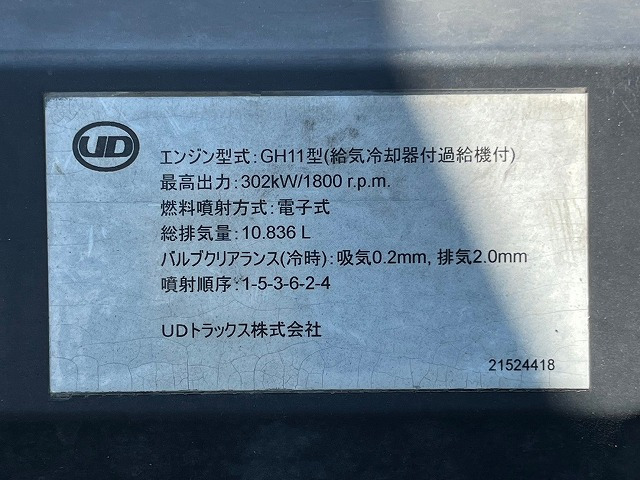 UD
エンジン型式:GH11型(給気冷却器付過給機付)
最高出力:302kW/1800 r.p.m.
燃料噴射方式:電子式
総排気量:10.836 L
バルブクリアランス(冷時):吸気0.2mm, 排気2.0mm
噴射順序:1-5-3-6-2-4
UDトラックス株式会社
21524418